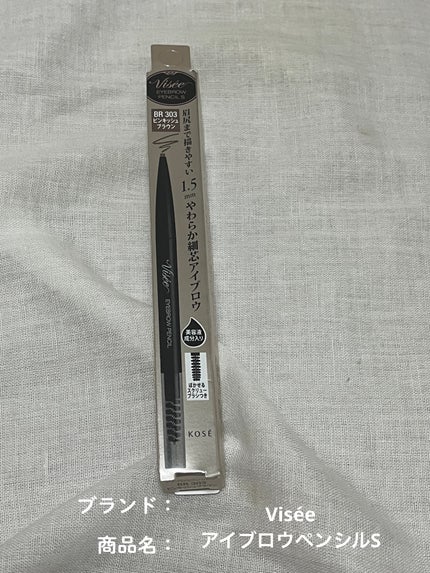 Visée
EYEBROW
PENCIL S
BR 303
ピンキッシュ
ブラウン
眉尻まで描きやすい
1.5mm やわらか細芯アイブロウ
Visée
EYEBROW PENCIL
美容液
成分入り
ぼかせる
スクリュー
ブラシつき
KOSÉ
ブランド： Visée
商品名： アイブロウペンシルS